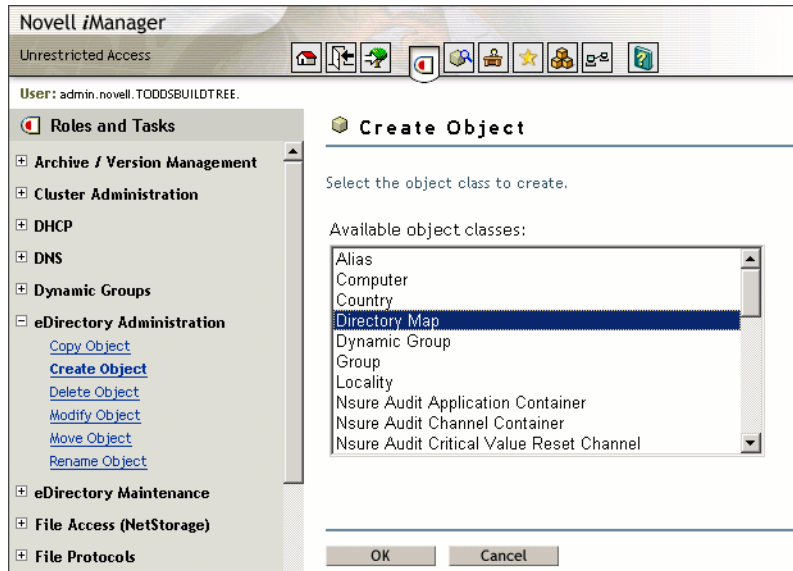 Novell iManager
Unrestricted Access
User: admin.novell.TODDSBUILDTREE.
Roles and Tasks
Archive / Version Management
Cluster Administration
DHCP
DNS
Dynamic Groups
eDirectory Administration
Copy Object
Create Object
Delete Object
Modify Object
Move Object
Rename Object
eDirectory Maintenance
File Access (NetStorage)
File Protocols
Create Object
Select the object class to create.
Available object classes:
Alias
Computer
Country
Directory Map
Dynamic Group
Group
Locality
Nsure Audit Application Container
Nsure Audit Channel Container
Nsure Audit Critical Value Reset Channel
OK Cancel